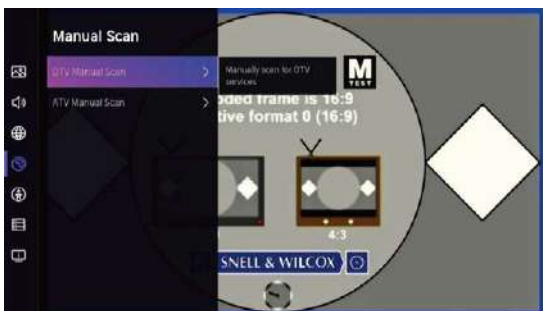 Manual Scan
DTV Manual Scan
Manually scan for DTV
services
ATV Manual Scan
M
TEST
oded frame is 16:9
tive format 0 (16:9)
4:3
SNELL & WILCOX